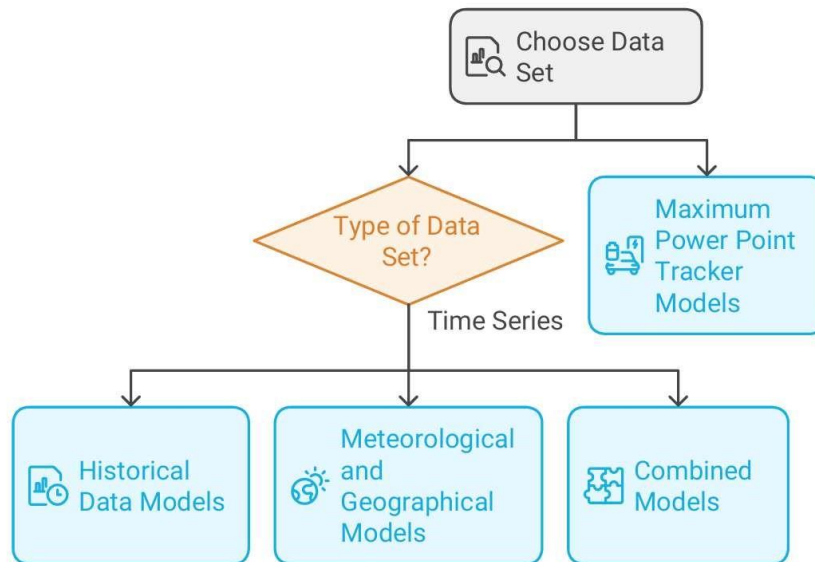 Choose Data
Set
Type of Data
Set?
Maximum
Power Point
Tracker
Models
Time Series
Historical
Data Models
Meteorological
and
Geographical
Models
Combined
Models